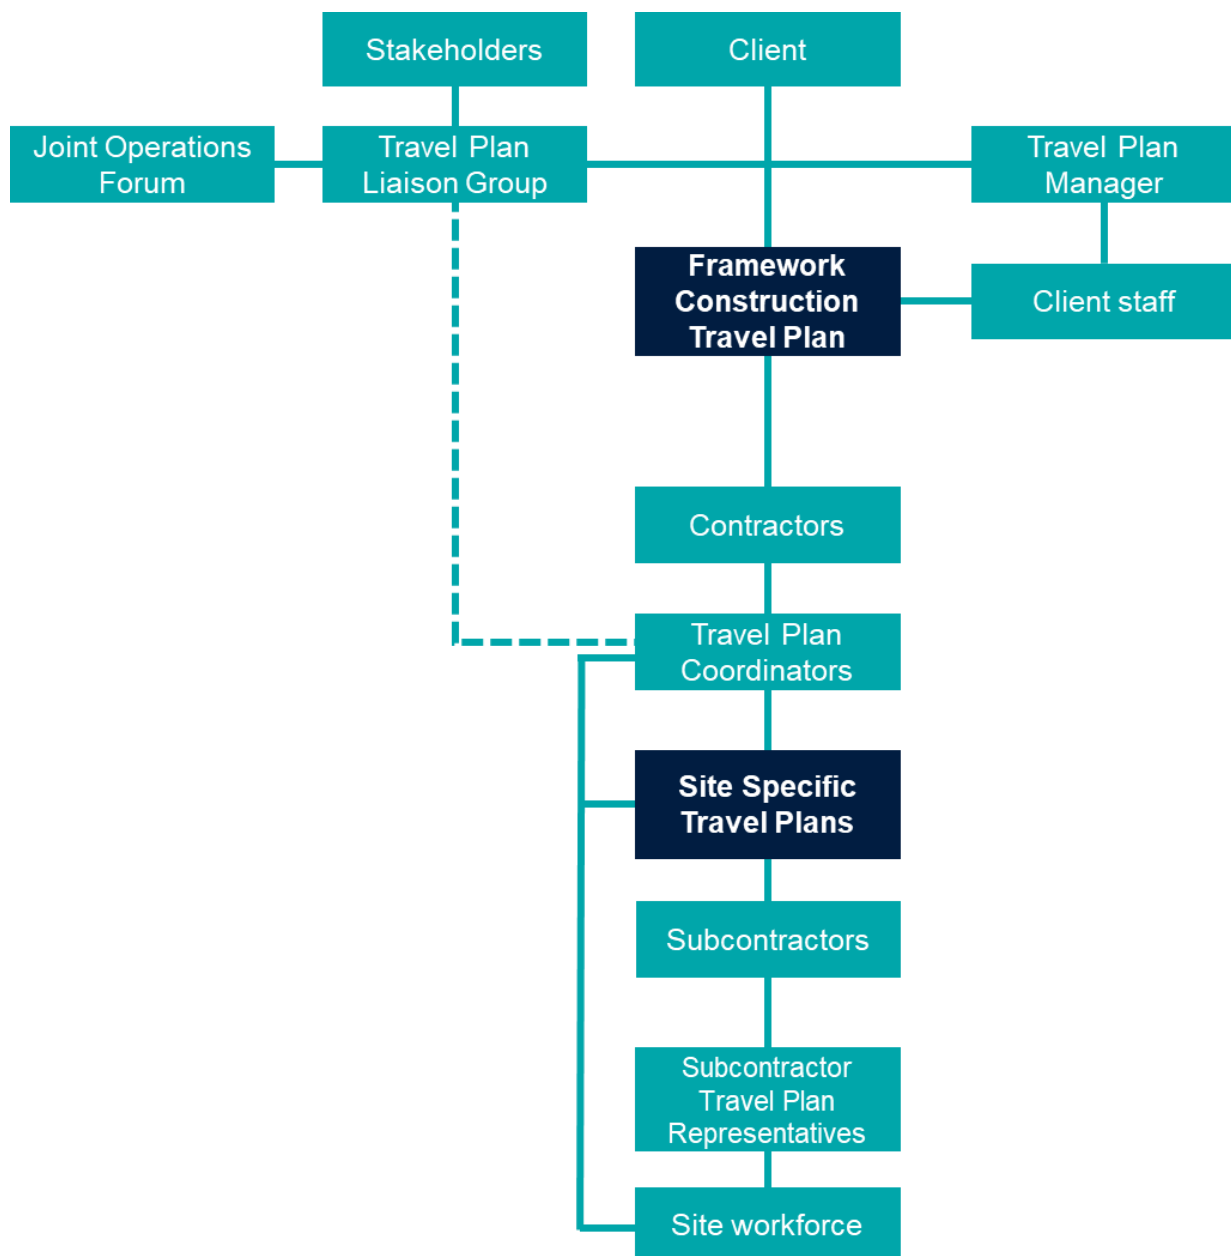 Stakeholders
Client
Joint Operations
Forum
Travel Plan
Liaison Group
Travel Plan
Manager
Framework
Construction
Travel Plan
Client staff
Contractors
Travel Plan
Coordinators
Site Specific
Travel Plans
Subcontractors
Subcontractor
Travel Plan
Representatives
Site workforce